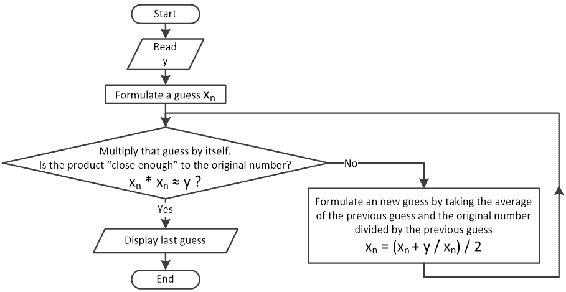 Start
Read
y
Formulate a guess xn
Multiply that guess by itself.
Is the product "close enough" to the original number?
xn * xn ≈ y ?
No
Yes
Formulate an new guess by taking the average
of the previous guess and the original number
divided by the previous guess
xn = (xn + y / xn) / 2
Display last guess
End